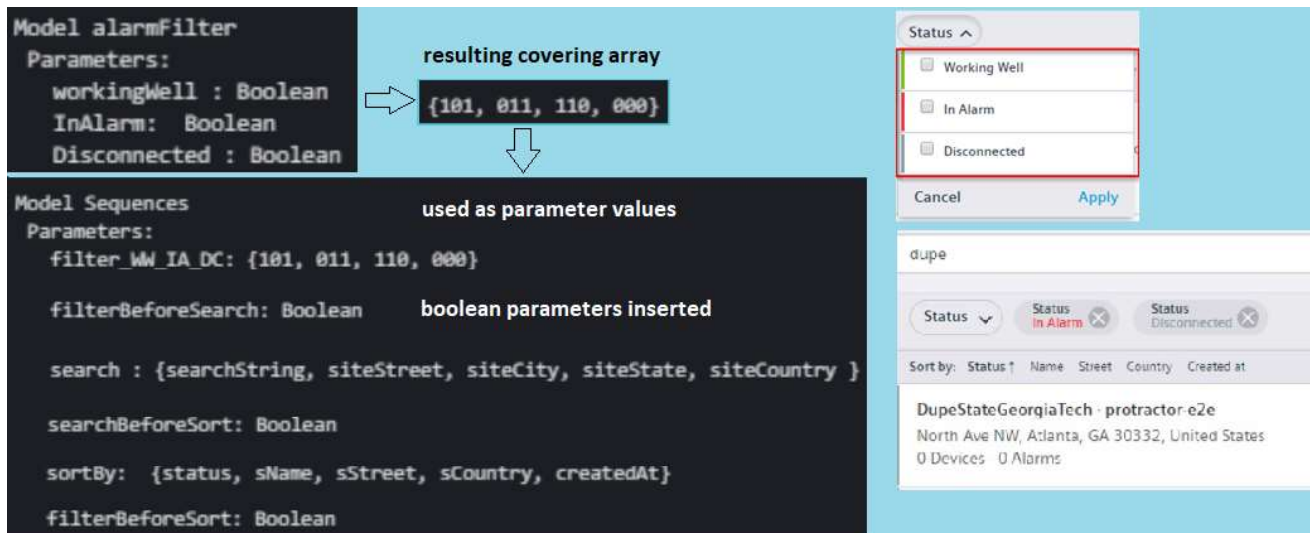 Model alarmFilter
Parameters:
workingWell : Boolean
InAlarm: Boolean
Disconnected : Boolean
resulting covering array
{101, 011, 110, 000}
Model Sequences
Parameters:
used as parameter values
filter_WW_IA_DC: {101, 011, 110, 000}
filterBeforeSearch: Boolean
boolean parameters inserted
search : {searchString, siteStreet, siteCity, siteState, siteCountry }
searchBeforeSort: Boolean
sortBy: {status, sName, sStreet, sCountry, createdAt}
filterBeforeSort: Boolean
Status
Working Well
In Alarm
Disconnected
Cancel Apply
dupe
Status
Status
In Alarm
Status
Disconnected
Sort by: Status↑ Name Street Country Created at
DupeStateGeorgiaTech - protractor-e2e
North Ave NW, Atlanta, GA 30332, United States
0 Devices 0 Alarms